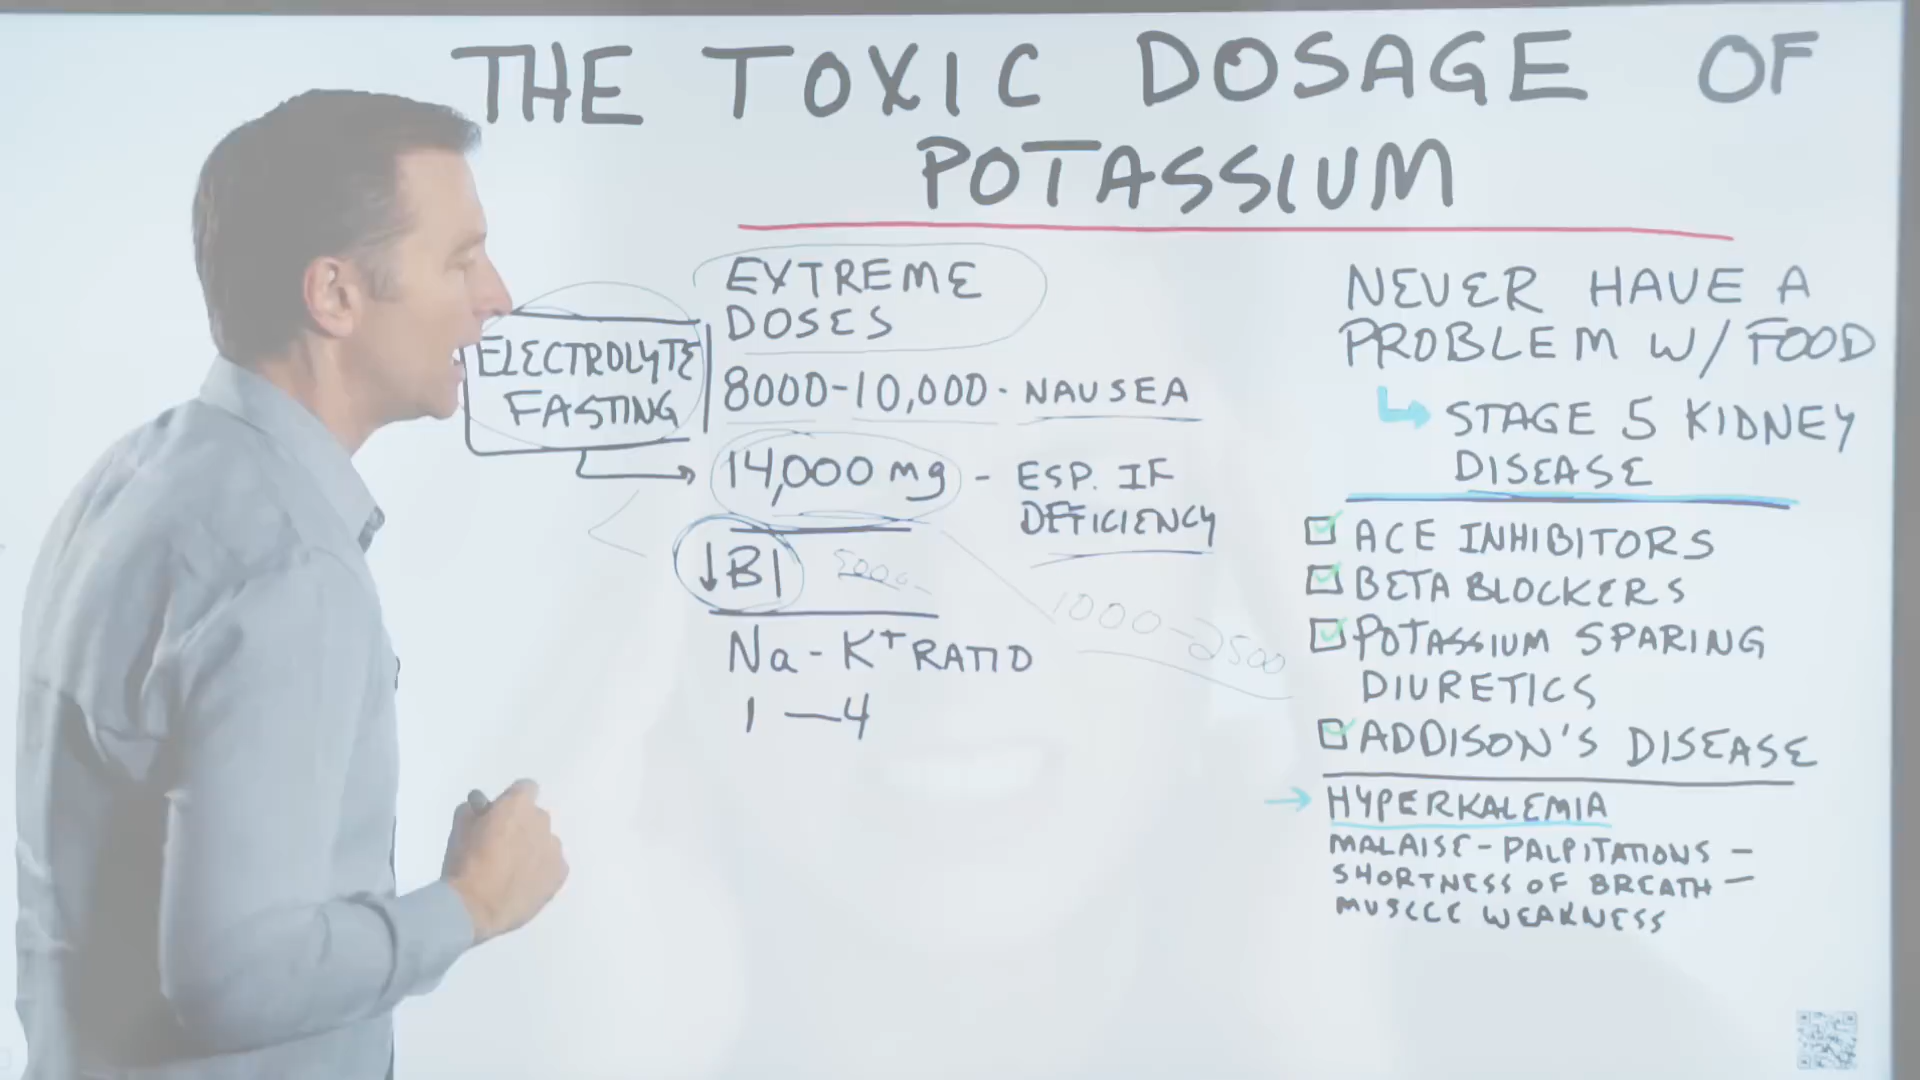 THE TOXIC DOSAGE OF
POTASSIUM
ELECTROLYTE
FASTING
EXTREME
DOSES
8000-10,000 - NAUSEA
14,000 mg - ESP. IF
DEFICIENCY
↓B1
1000-2500
Na - K+ RATIO
1 — 4
NEVER HAVE A
PROBLEM W/ FOOD
STAGE 5 KIDNEY
DISEASE
ACE INHIBITORS
BETA BLOCKERS
POTASSIUM SPARING
DIURETICS
ADDISON'S DISEASE
→ HYPERKALEMIA
MALAISE - PALPITATIONS -
SHORTNESS OF BREATH -
MUSCLE WEAKNESS